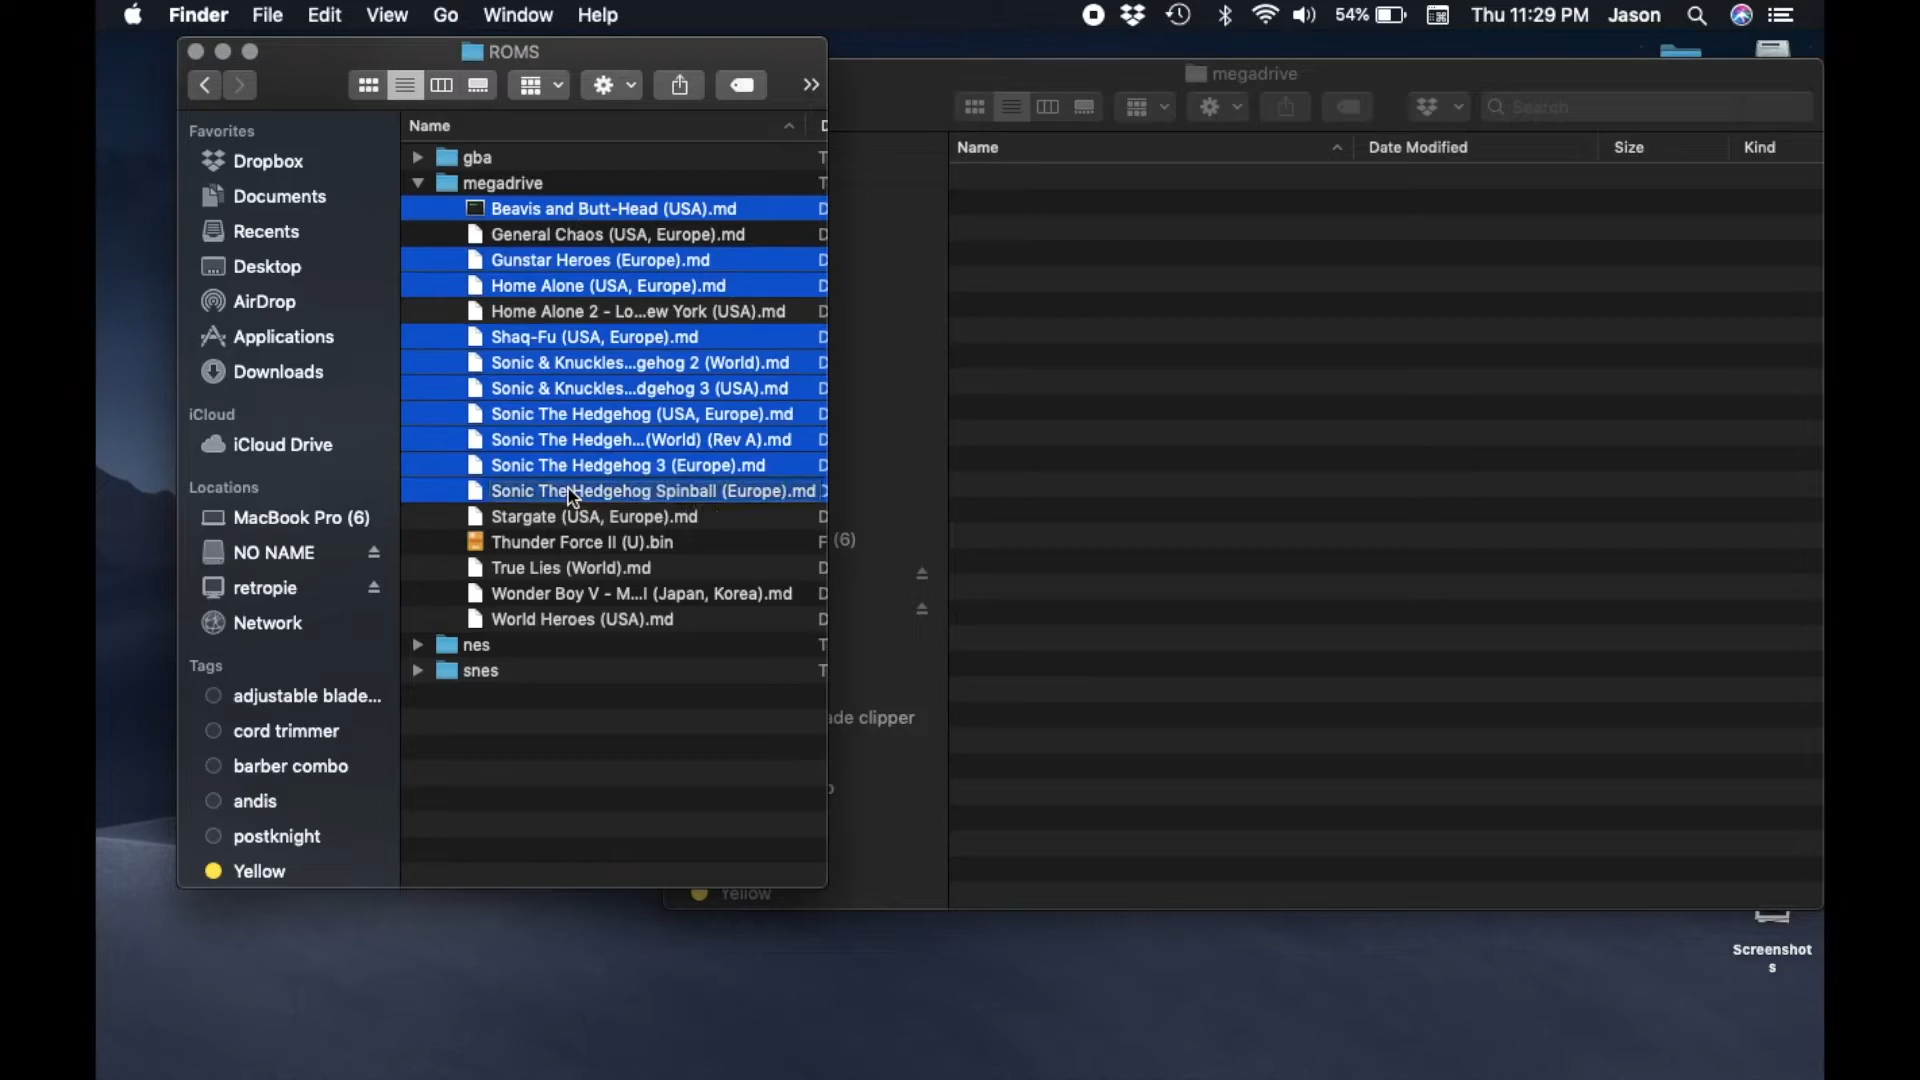 Finder File Edit View Go Window Help 54% Thu 11:29 PM Jason
ROMS
megadrive
Search
Favorites
Dropbox
Documents
Recents
Desktop
AirDrop
Applications
Downloads
iCloud
iCloud Drive
Locations
MacBook Pro (6)
NO NAME
retropie
Network
Tags
adjustable blade...
cord trimmer
barber combo
andis
postknight
Yellow
Name
gba
megadrive
Beavis and Butt-Head (USA).md
General Chaos (USA, Europe).md
Gunstar Heroes (Europe).md
Home Alone (USA, Europe).md
Home Alone 2 - Lo...ew York (USA).md
Shaq-Fu (USA, Europe).md
Sonic & Knuckles...gehog 2 (World).md
Sonic & Knuckles...dgehog 3 (USA).md
Sonic The Hedgehog (USA, Europe).md
Sonic The Hedgeh...(World) (Rev A).md
Sonic The Hedgehog 3 (Europe).md
Sonic The Hedgehog Spinball (Europe).md
Stargate (USA, Europe).md
Thunder Force II (U).bin
True Lies (World).md
Wonder Boy V - M...l (Japan, Korea).md
World Heroes (USA).md
nes
snes
Name Date Modified Size Kind
(6)
ade clipper
Yellow
Screenshot
s